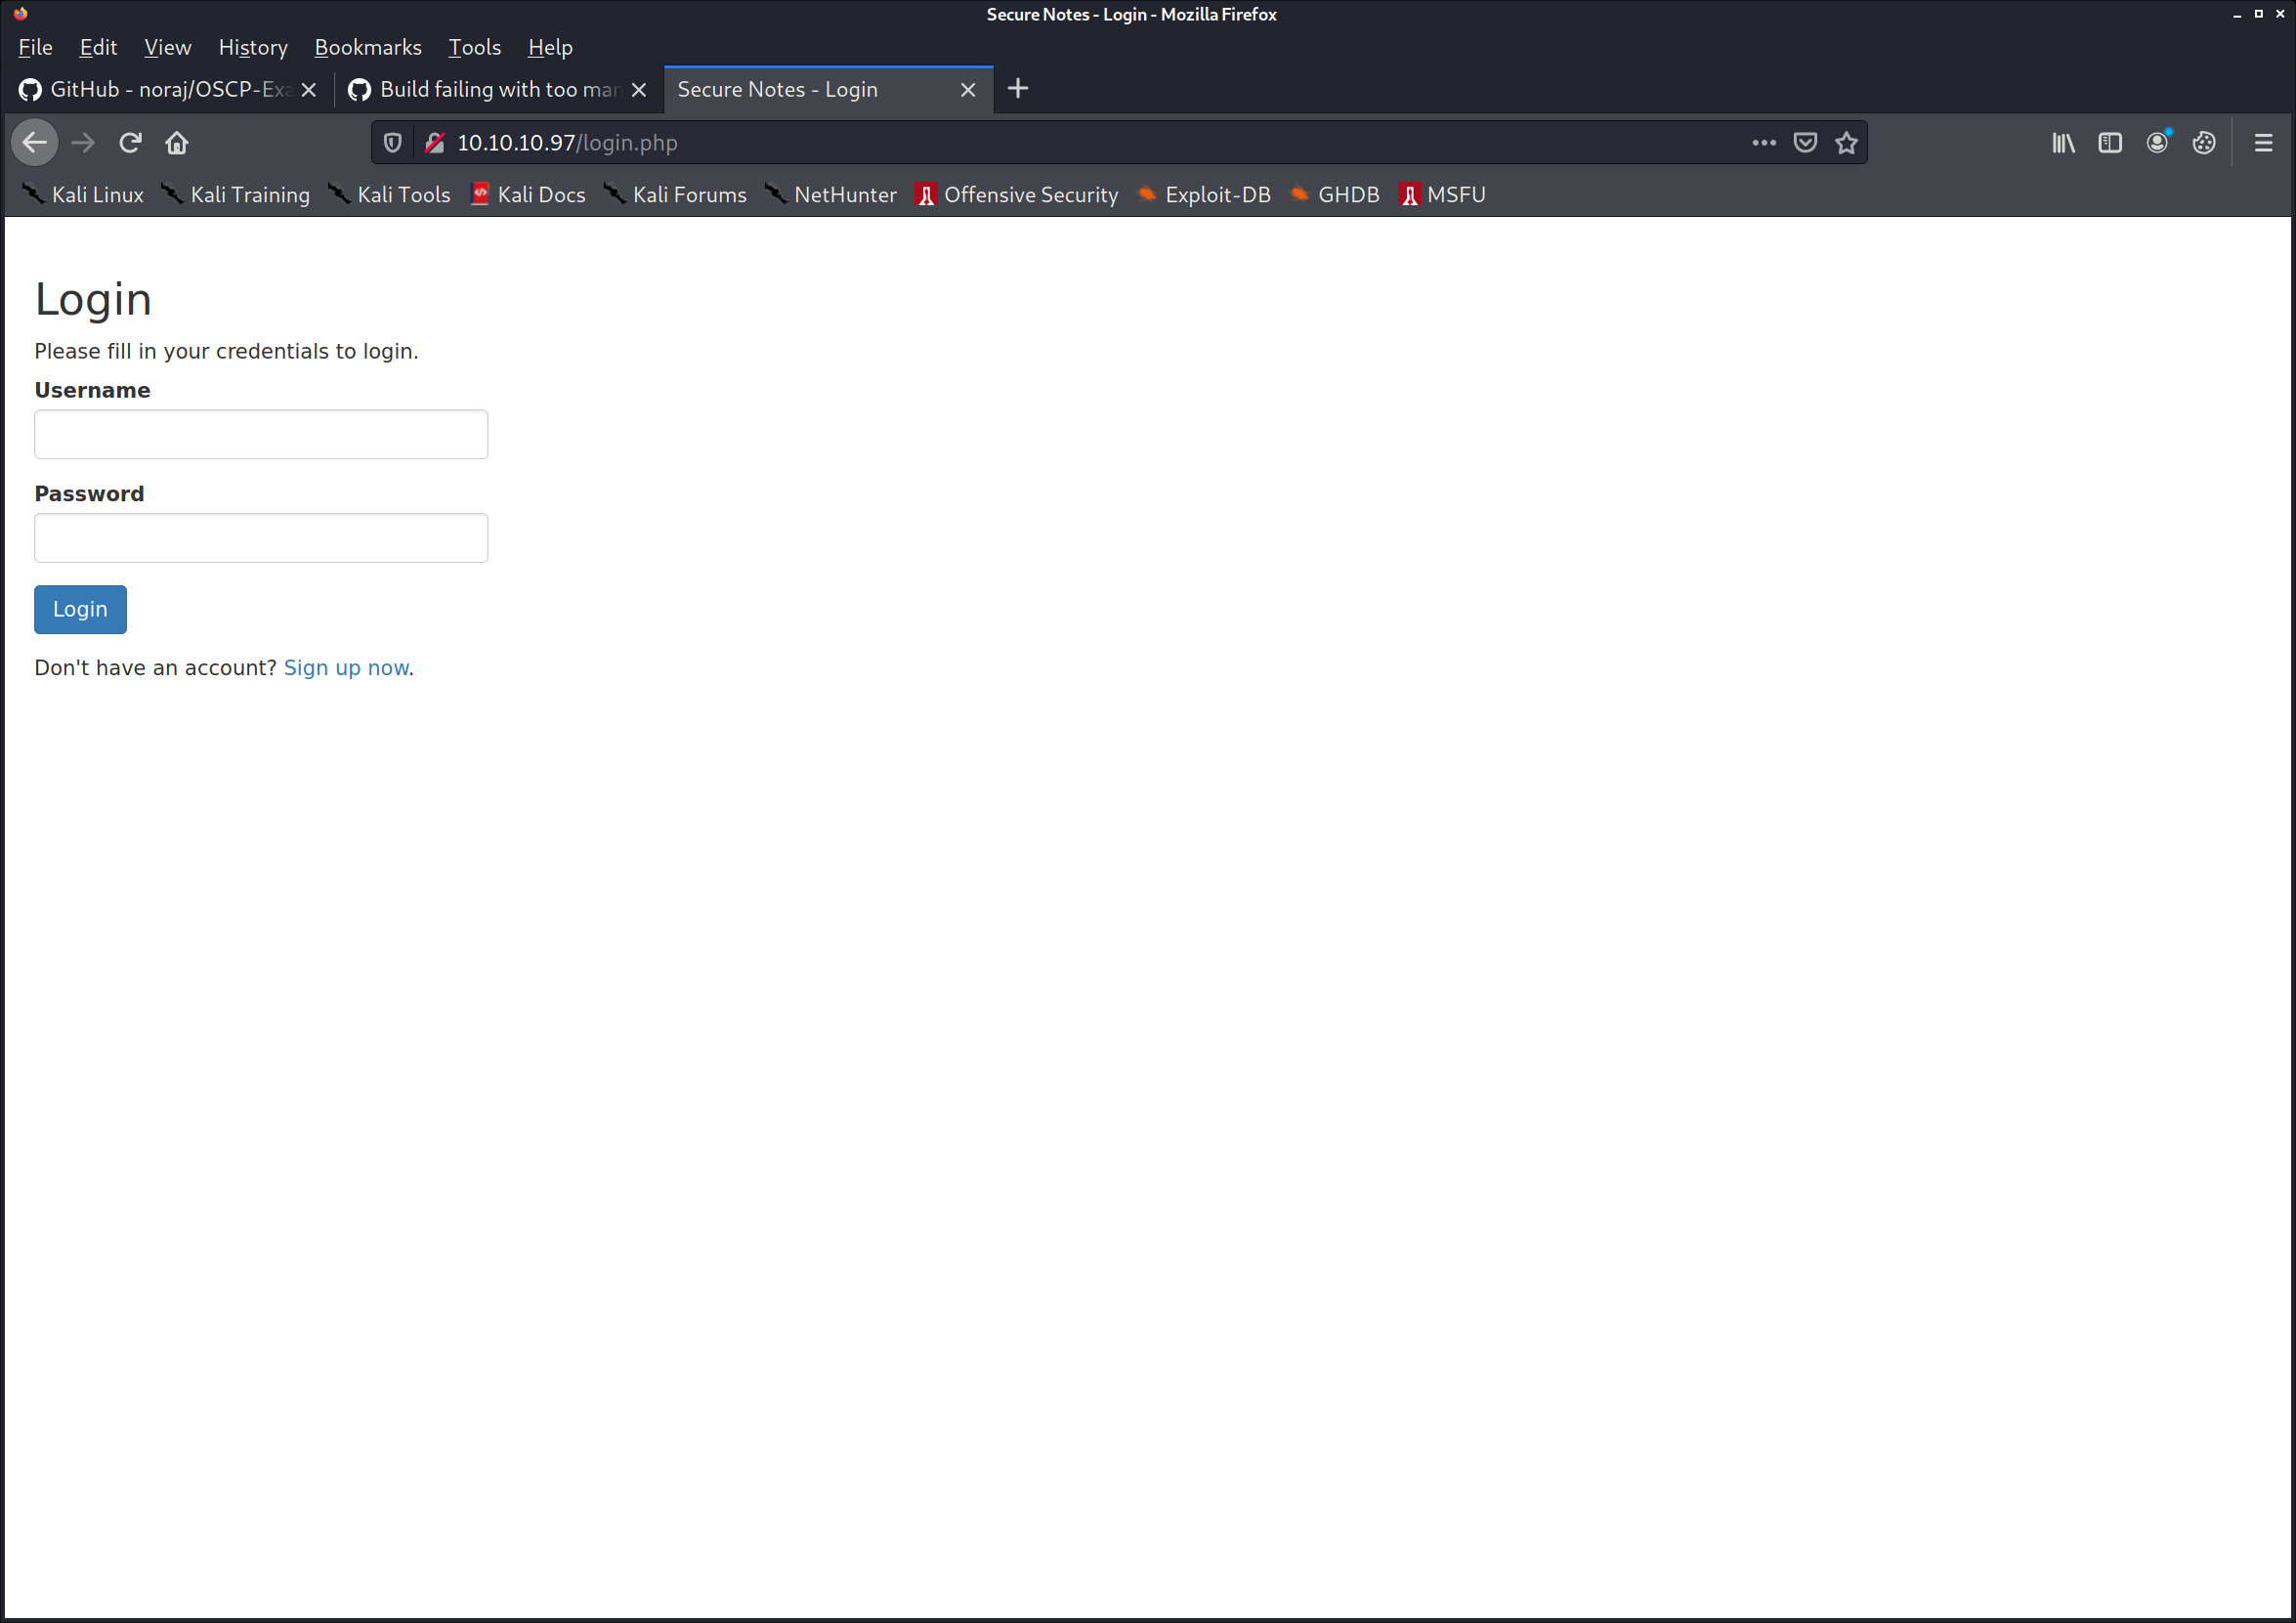 Secure Notes - Login - Mozilla Firefox
File Edit View History Bookmarks Tools Help
GitHub - noraj/OSCP-Exa Build failing with too man Secure Notes - Login
10.10.10.97/login.php
Kali Linux Kali Training Kali Tools Kali Docs Kali Forums NetHunter Offensive Security Exploit-DB GHDB MSFU
Login
Please fill in your credentials to login.
Username
Password
Login
Don't have an account? Sign up now.